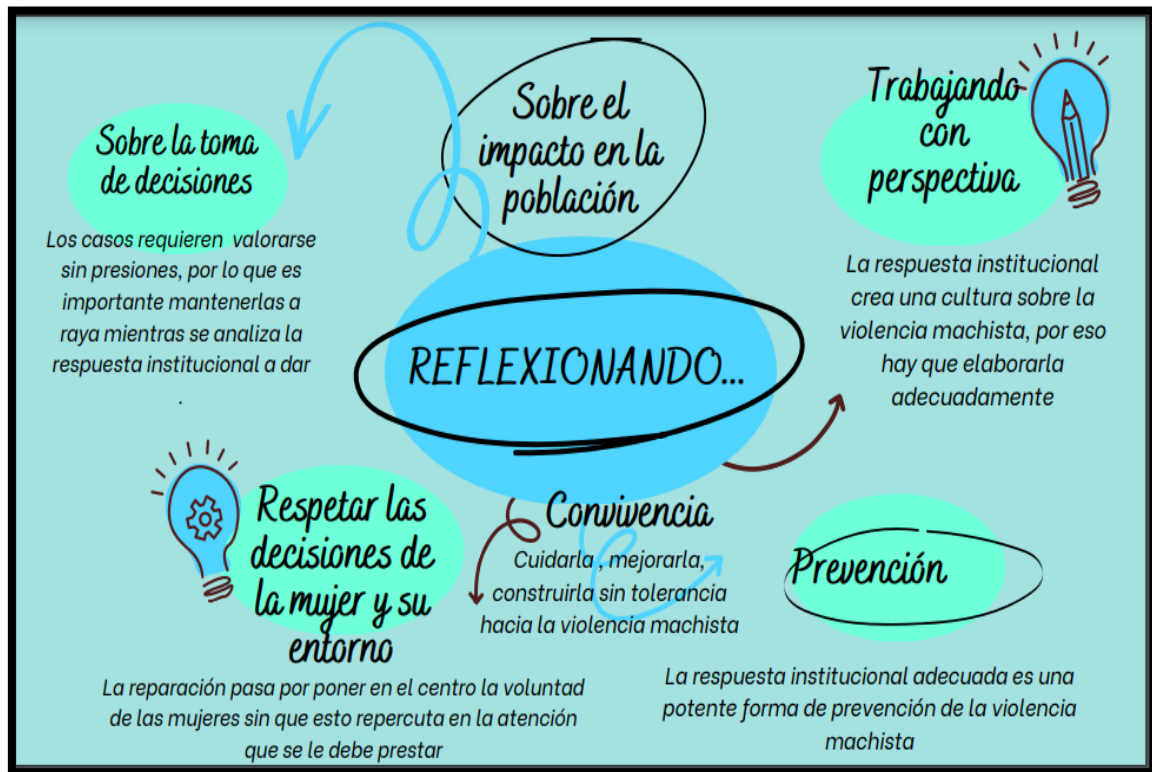 Sobre la toma
de decisiones
Los casos requieren valorarse
sin presiones, por lo que es
importante mantenerlas a
raya mientras se analiza la
respuesta institucional a dar
.
Sobre el
impacto en la
población
Trabajando
con
perspectiva
La respuesta institucional
crea una cultura sobre la
violencia machista, por eso
hay que elaborarla
adecuadamente
REFLEXIONANDO...
Respetar las
decisiones de
la mujer y su
entorno
La reparación pasa por poner en el centro la voluntad
de las mujeres sin que esto repercuta en la atención
que se le debe prestar
Convivencia
Cuidarla , mejorarla,
construirla sin tolerancia
hacia la violencia machista
Prevención
La respuesta institucional adecuada es una
potente forma de prevención de la violencia
machista